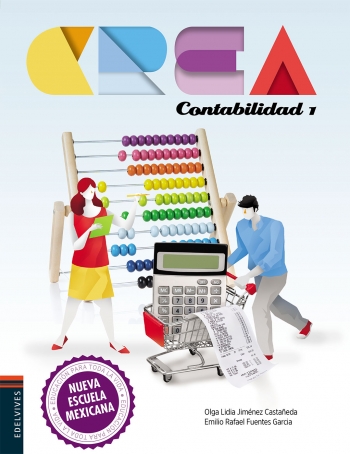 CREA
Contabilidad 1
EDUCACIÓN PARA TODA LA VIDA
NUEVA
ESCUELA
MEXICANA
EDUCACIÓN PARA TODA LA VIDA
Olga Lidia Jiménez Castañeda
Emilio Rafael Fuentes Garcia
EDELVIVES